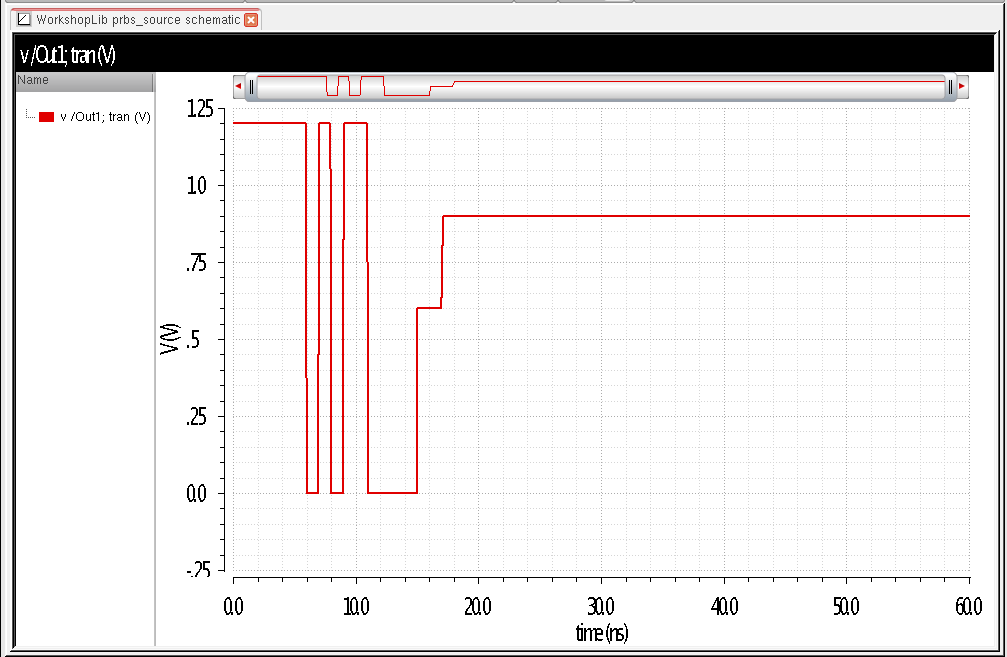 WorkshopLib prbs_source schematic
v /Out1; tran (V)
Name
v /Out1; tran (V)
1.25
1.0
.75
.5
.25
0.0
-.25
V (V)
0.0 10.0 20.0 30.0 40.0 50.0 60.0
time (ns)